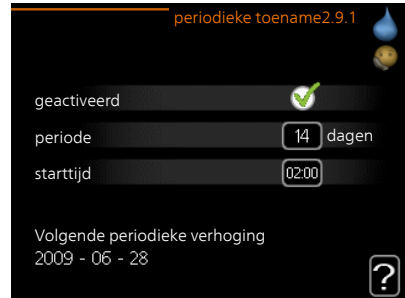 periodieke toename2.9.1
geactiveerd
periode 14 dagen
starttijd 02:00
Volgende periodieke verhoging
2009 - 06 - 28
?